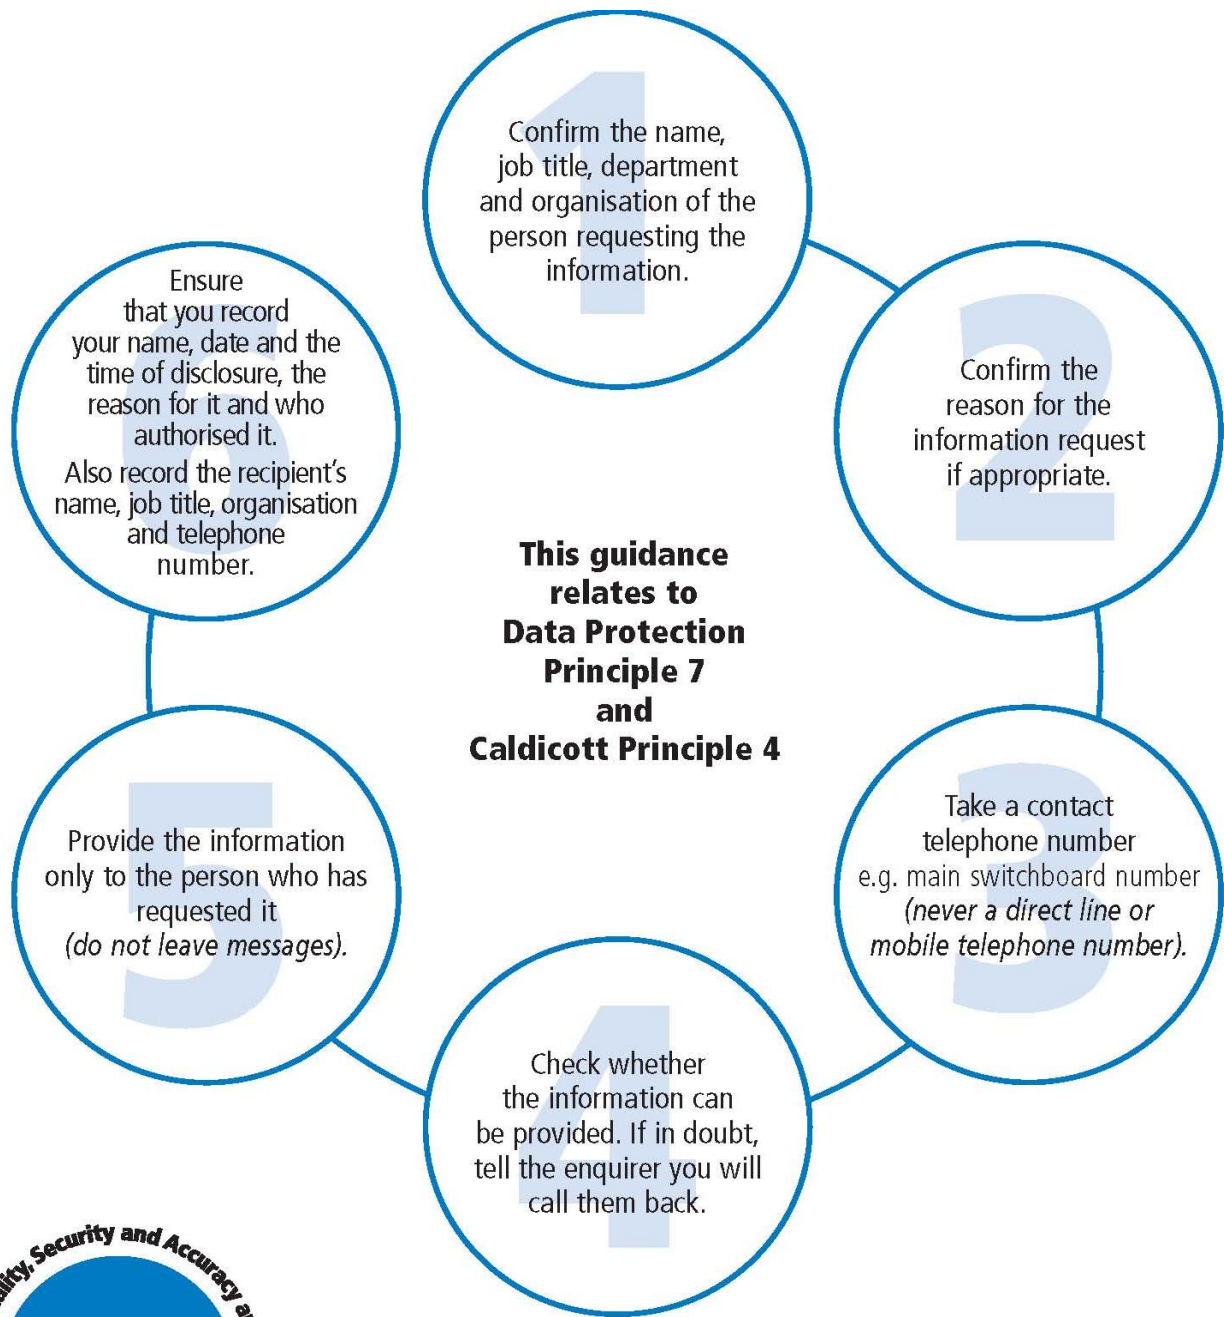 1
Confirm the name,
job title, department
and organisation of the
person requesting the
information.
2
Confirm the
reason for the
information request
if appropriate.
3
Take a contact
telephone number
e.g. main switchboard number
(never a direct line or
mobile telephone number).
4
Check whether
the information can
be provided. If in doubt,
tell the enquirer you will
call them back.
5
Provide the information
only to the person who has
requested it
(do not leave messages).
6
Ensure
that you record
your name, date and the
time of disclosure, the
reason for it and who
authorised it.
Also record the recipient's
name, job title, organisation
and telephone
number.
This guidance
relates to
Data Protection
Principle 7
and
Caldicott Principle 4
Security and Accuracy